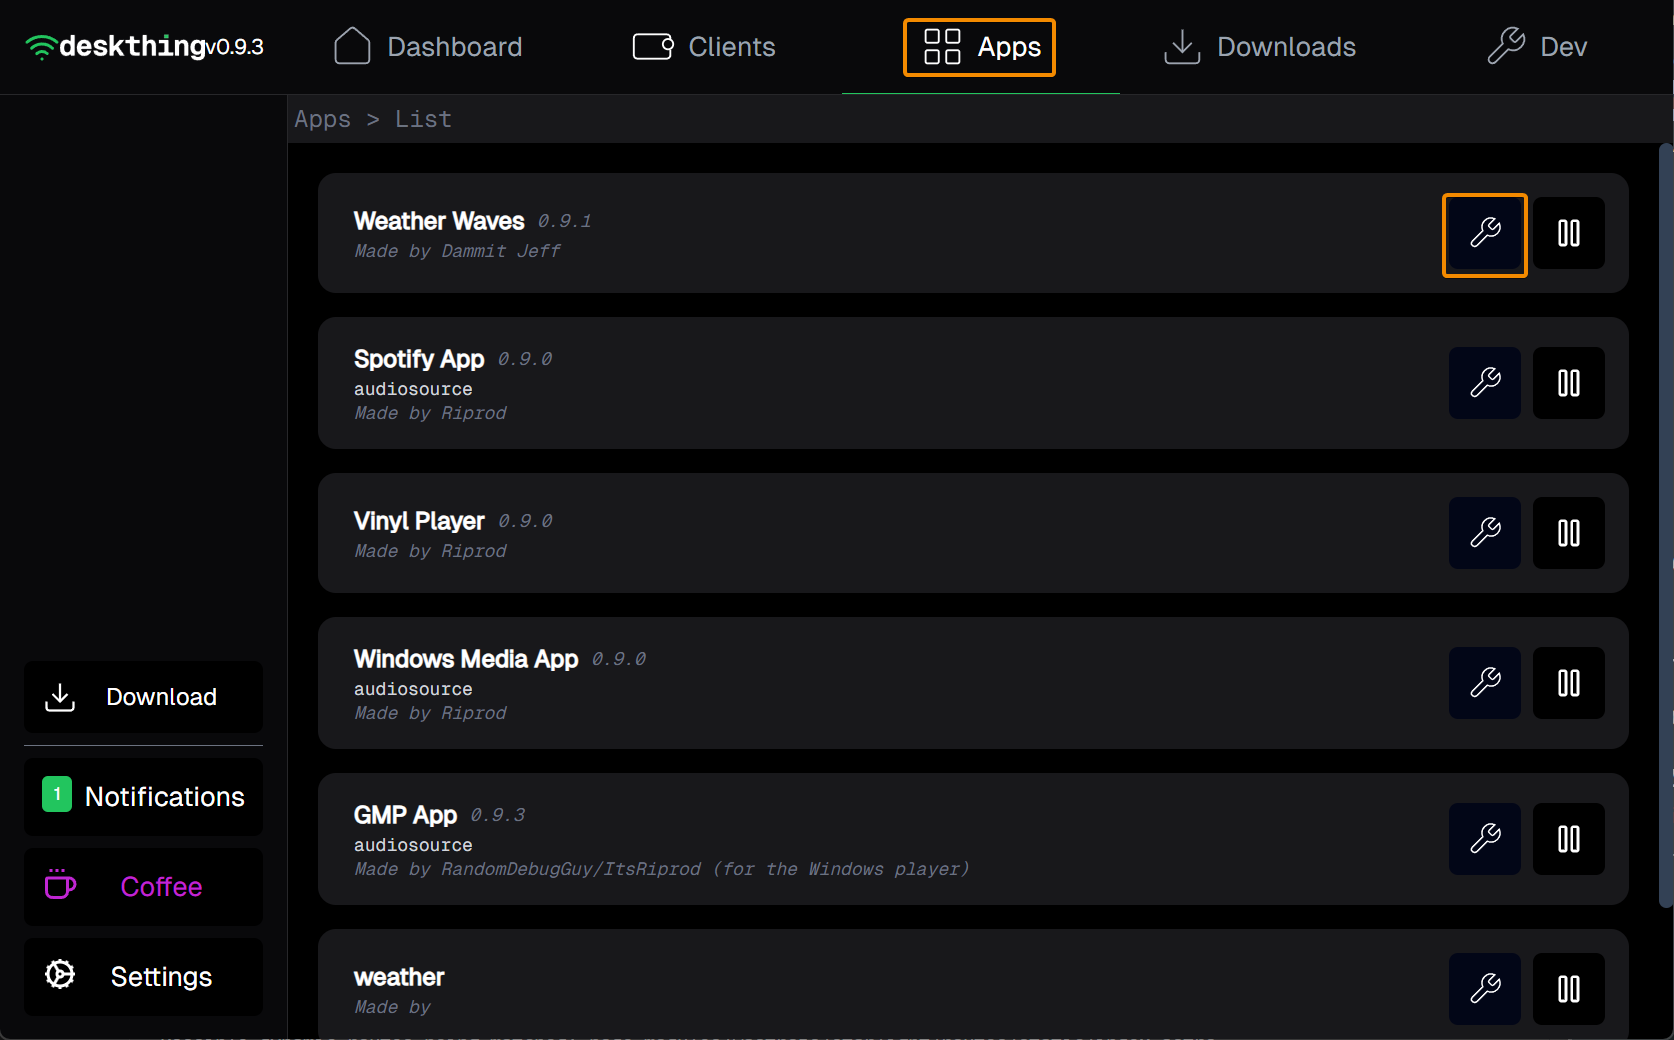 deskthing v0.9.3
Dashboard
Clients
Apps
Downloads
Dev
Apps > List
Weather Waves 0.9.1
Made by Dammit Jeff
Spotify App 0.9.0
audiosource
Made by Riprod
Vinyl Player 0.9.0
Made by Riprod
Windows Media App 0.9.0
audiosource
Made by Riprod
GMP App 0.9.3
audiosource
Made by RandomDebugGuy/ItsRiprod (for the Windows player)
weather
Made by
Download
1 Notifications
Coffee
Settings